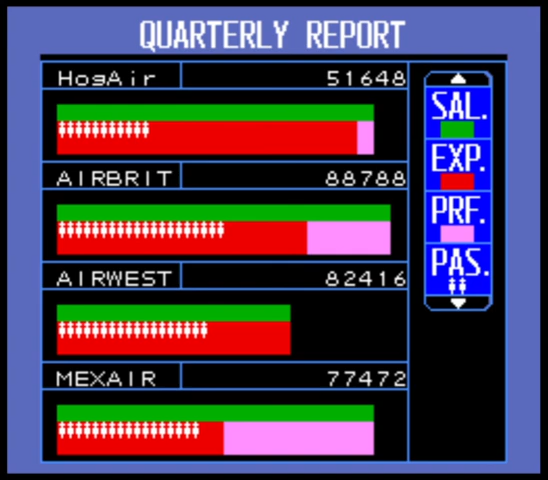 QUARTERLY REPORT
HogAir 51648
SAL.
EXP.
AIRBRIT 88788
PRF.
PAS.
AIRWEST 82416
MEXAIR 77472